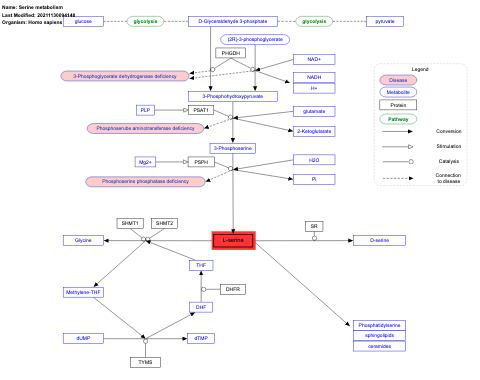 Name: Serine metabolism
Last Modified: 20211130094148
Organism: Homo sapiens
glucose
glycolysis
D-Glyceraldehyde 3-phosphate
glycolysis
pyruvate
(2R)-3-phosphoglycerate
PHGDH
NAD+
3-Phosphoglycerate dehydrogenase deficiency
NADH
H+
3-Phosphohydroxypyruvate
PLP
PSAT1
glutamate
Phosphoserube aminotransferase deficiency
2-Ketoglutarate
3-Phosphoserine
Mg2+
PSPH
H2O
Phosphoserine phosphatase deficiency
Pi
Legend
Disease
Metabolite
Protein
Pathway
Conversion
Stimulation
Catalysis
Connection
to disease
SHMT1
SHMT2
SR
Glycine
L-serine
D-serine
THF
Methylene-THF
DHFR
DHF
dUMP
dTMP
TYMS
Phosphatidylserine
sphingolipids
ceramides